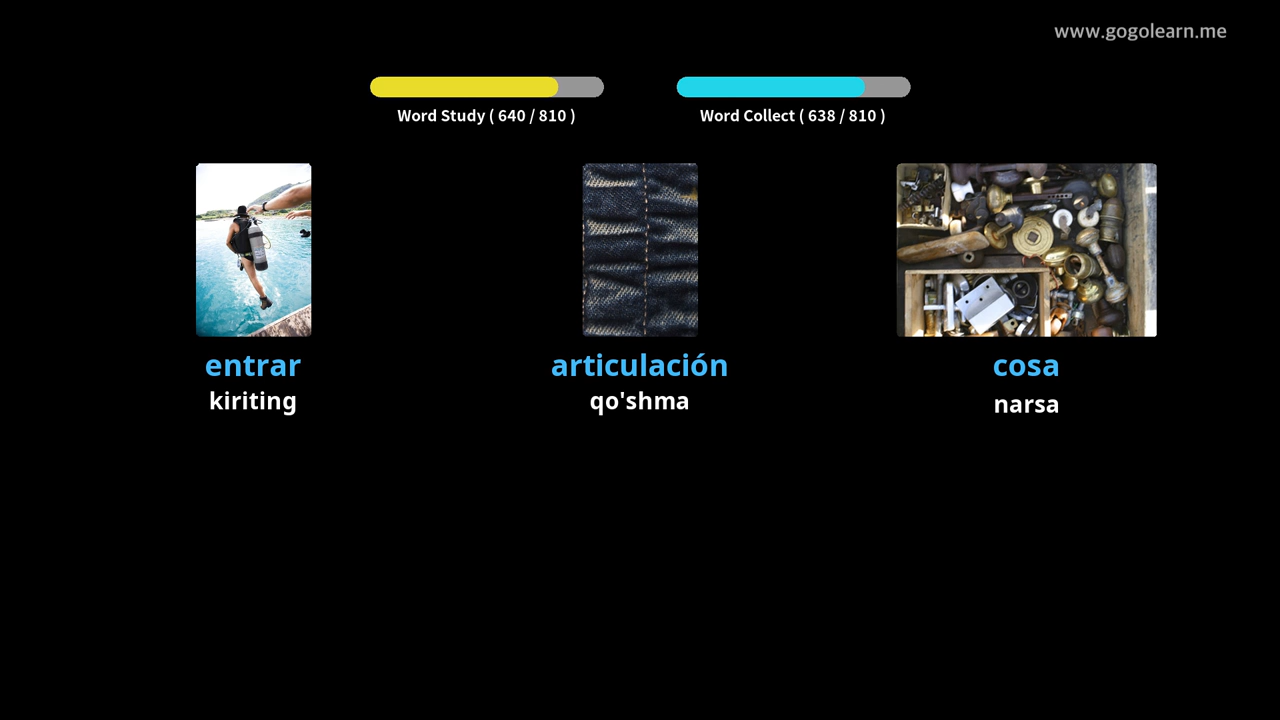 www.gogolearn.me
Word Study ( 640 / 810 )
Word Collect ( 638 / 810 )
entrar
kiriting
articulación
qo'shma
cosa
narsa